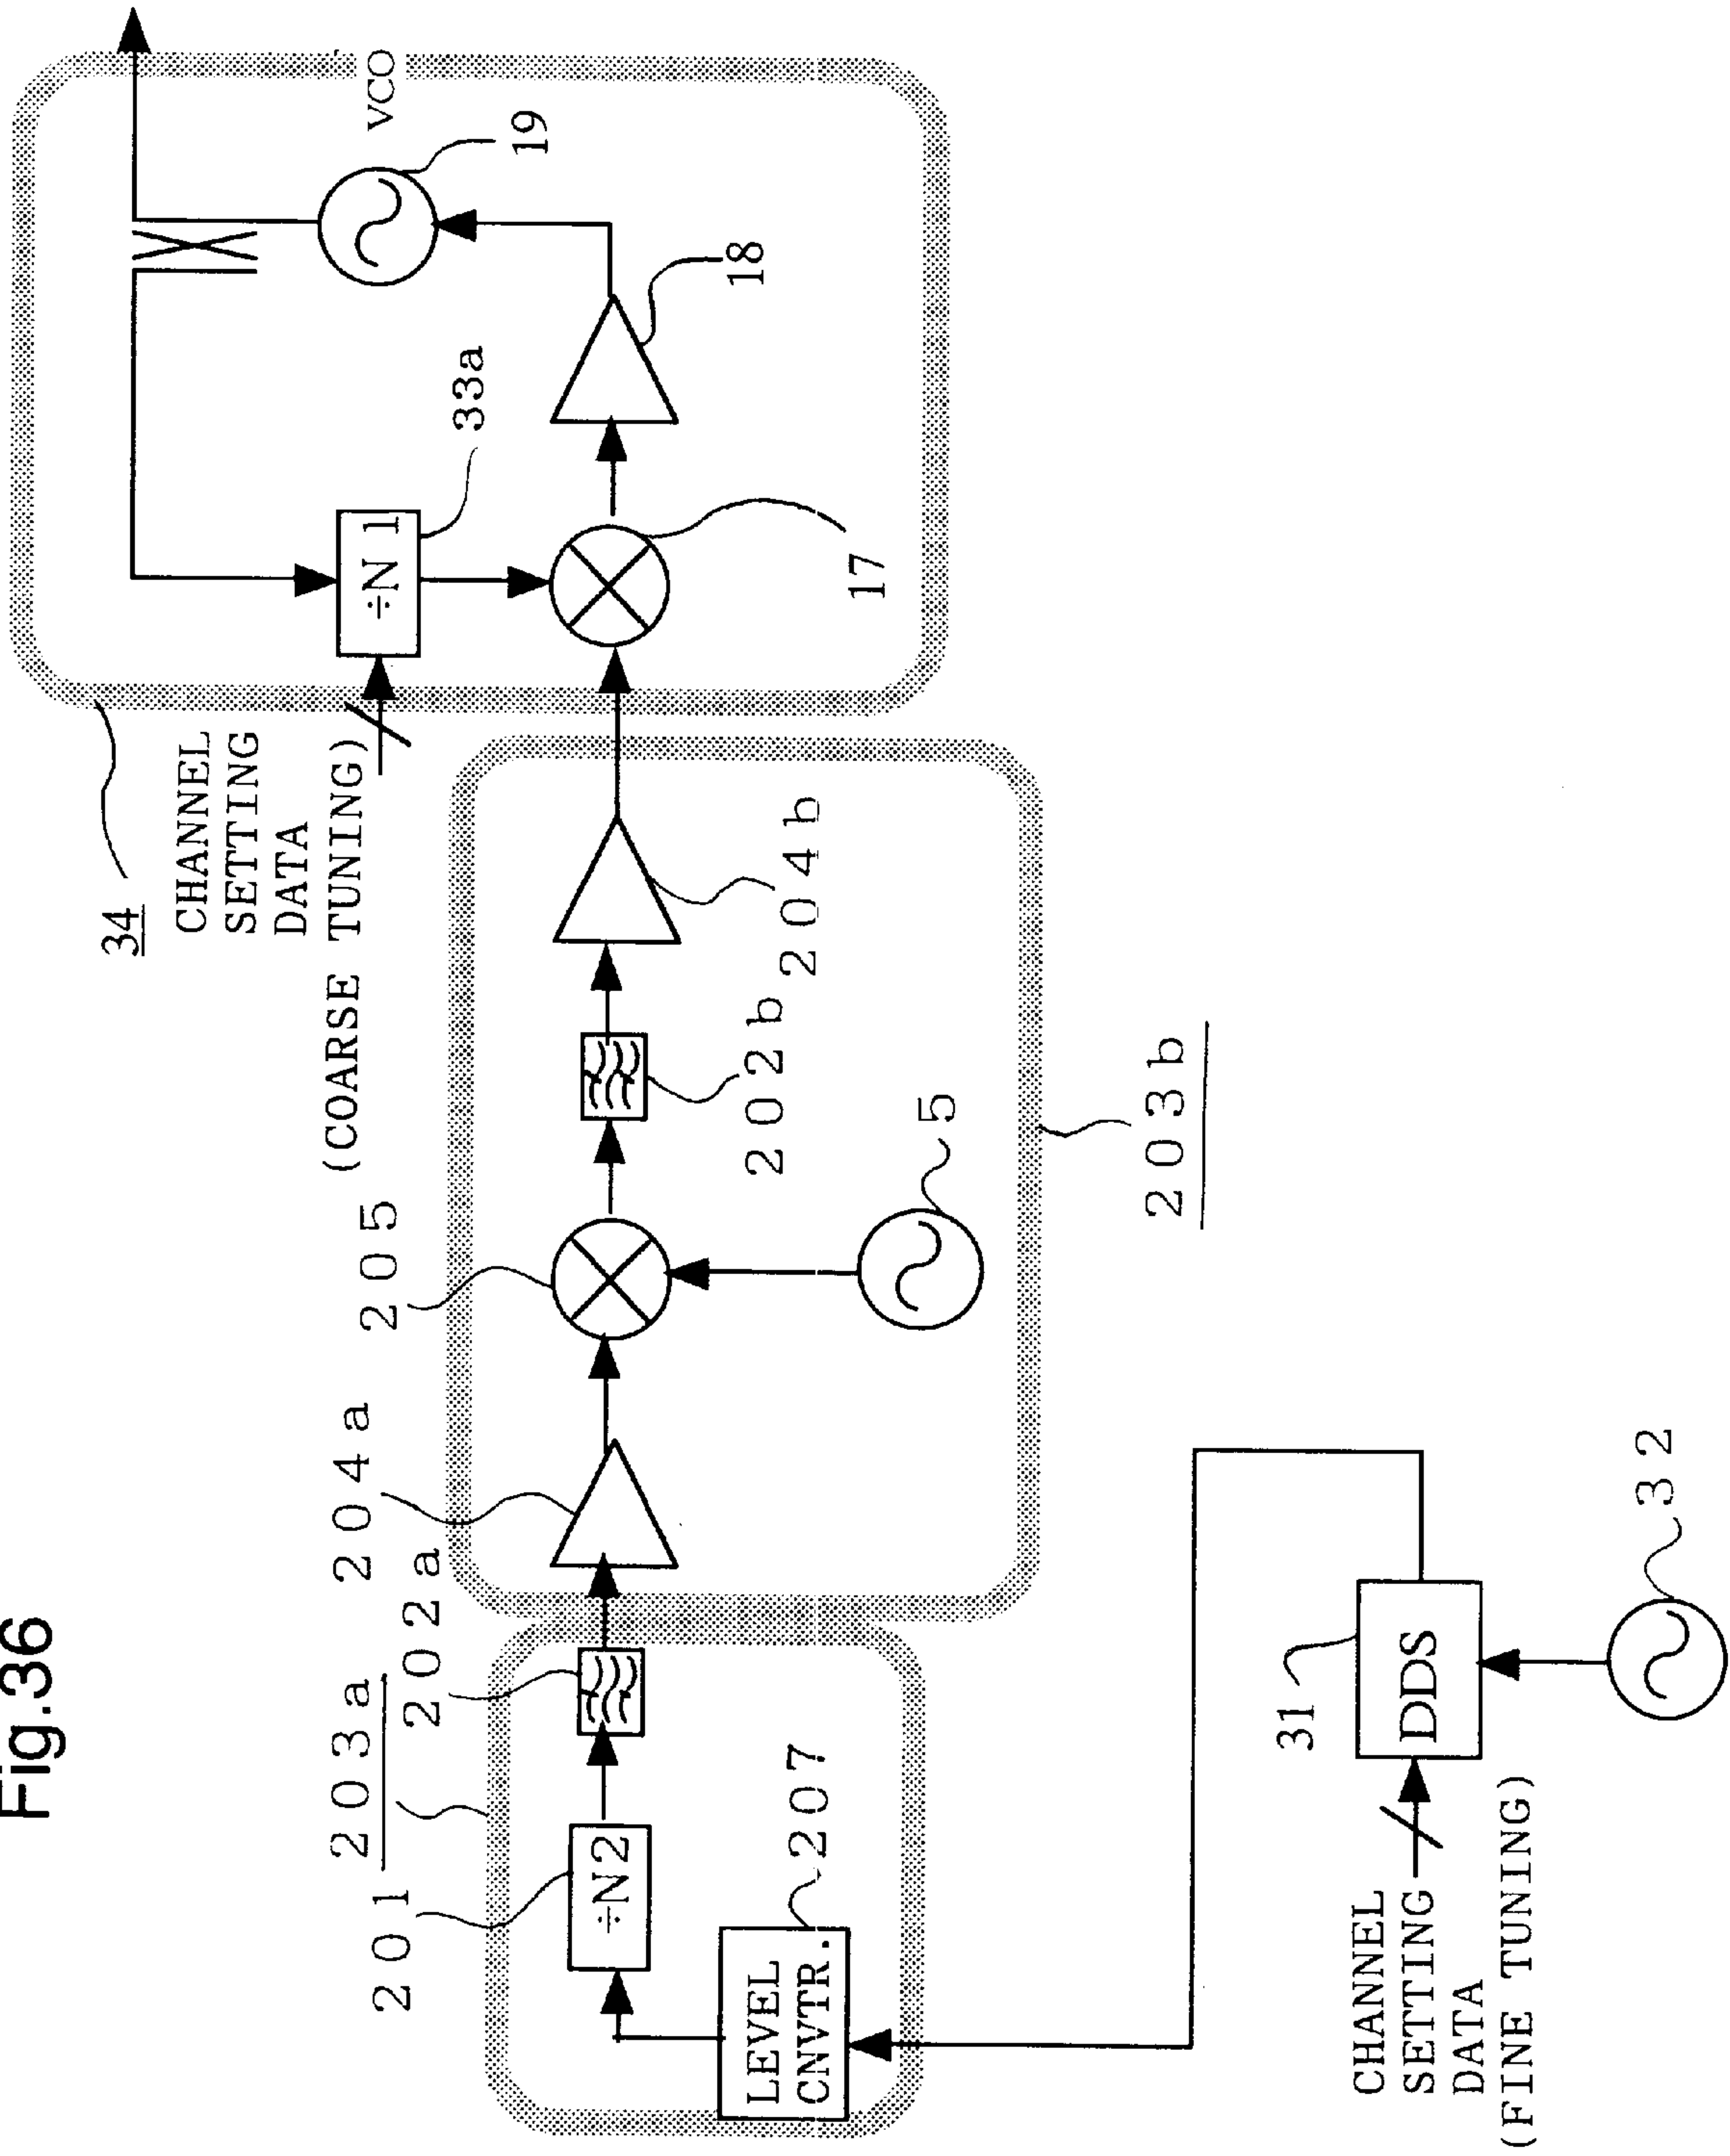 Fig.36
203a
201
÷N2
202a
LEVEL
CNVTR.
207
204a
205
202b
204b
5
203b
34
CHANNEL
SETTING
DATA
(COARSE TUNING)
÷N1
33a
17
18
19
VCO
CHANNEL
SETTING
DATA
(FINE TUNING)
31
DDS
32